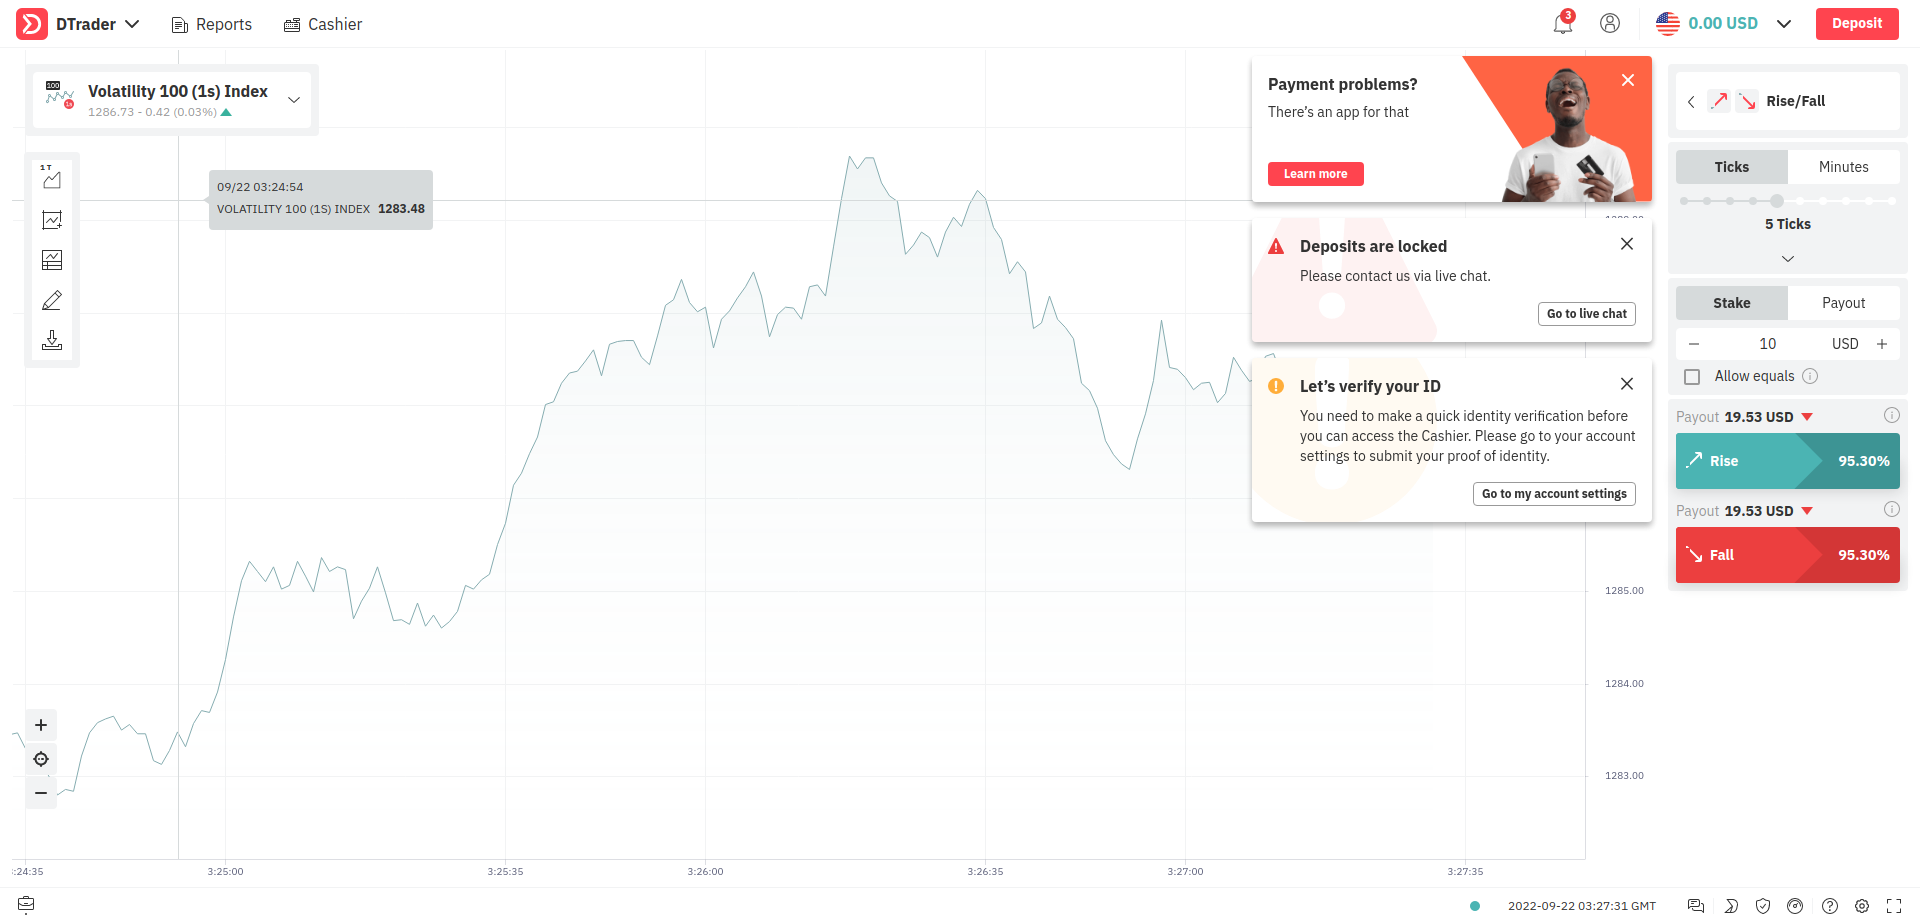 DTrader
Reports
Cashier
3
0.00 USD
Deposit
100
1s
Volatility 100 (1s) Index
1286.73 - 0.42 (0.03%)
1 T
09/22 03:24:54
VOLATILITY 100 (1S) INDEX 1283.48
Payment problems?
There's an app for that
Learn more
Deposits are locked
Please contact us via live chat.
Go to live chat
Let's verify your ID
You need to make a quick identity verification before
you can access the Cashier. Please go to your account
settings to submit your proof of identity.
Go to my account settings
Rise/Fall
Ticks
Minutes
5 Ticks
Stake
Payout
10
USD
Allow equals
Payout 19.53 USD
Rise
95.30%
Payout 19.53 USD
Fall
95.30%
1285.00
1284.00
1283.00
:24:35
3:25:00
3:25:35
3:26:00
3:26:35
3:27:00
3:27:35
2022-09-22 03:27:31 GMT